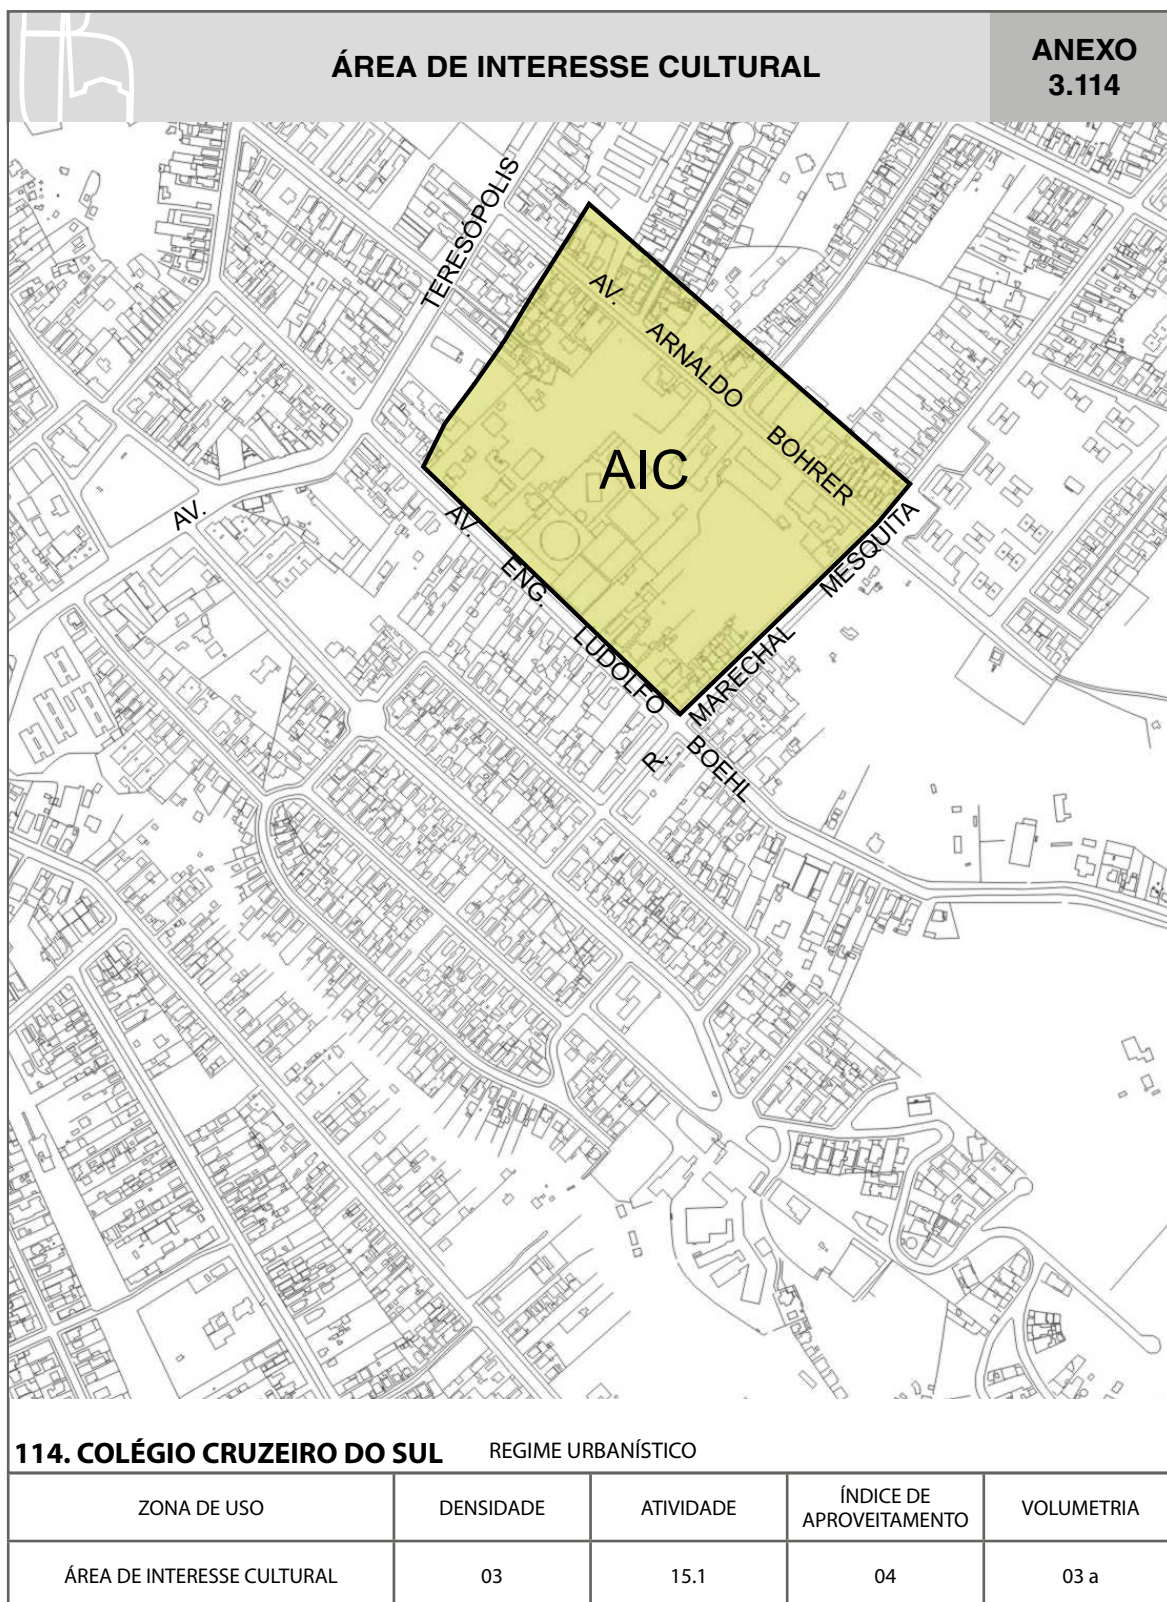 ÁREA DE INTERESSE CULTURAL
ANEXO
3.114
TERESÓPOLIS
AV.
ARNALDO
BOHRER
AIC
AV.
AV.
ENG.
LUDOLFO
MESQUITA
MARECHAL
R.
BOEHL
114. COLÉGIO CRUZEIRO DO SUL REGIME URBANÍSTICO
ZONA DE USO
DENSIDADE
ATIVIDADE
ÍNDICE DE
APROVEITAMENTO
VOLUMETRIA
ÁREA DE INTERESSE CULTURAL
03
15.1
04
03 a